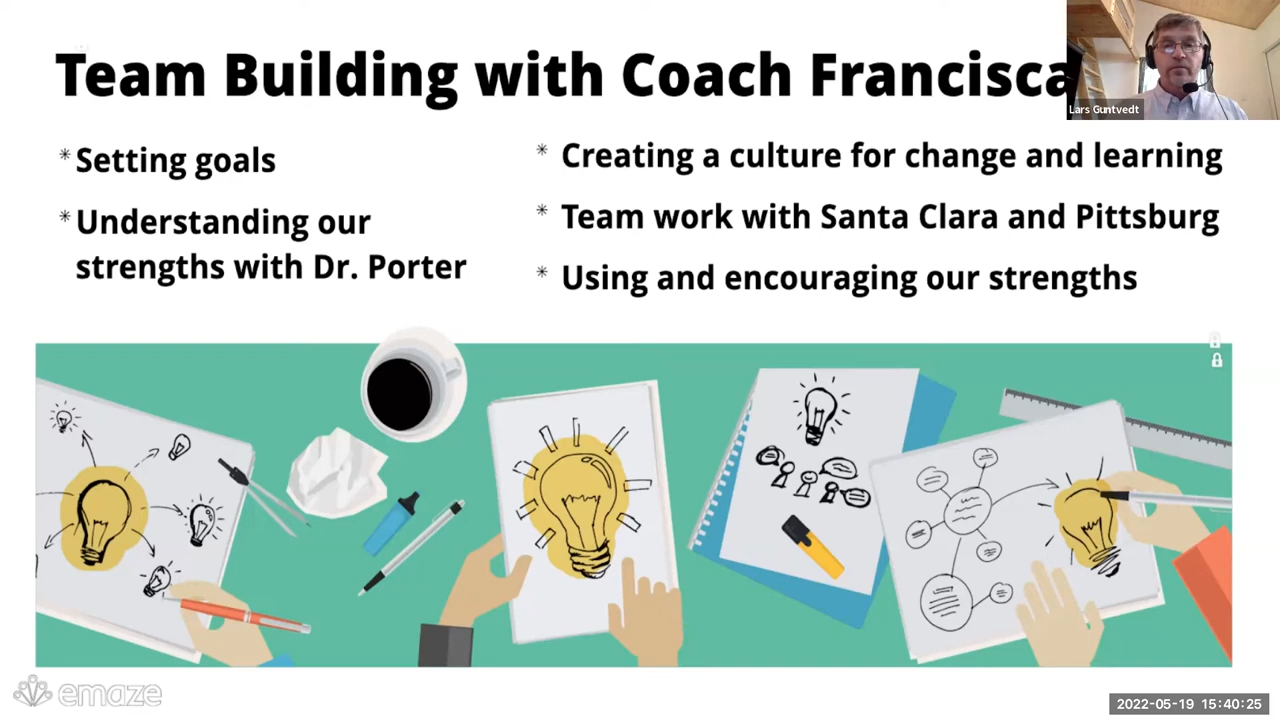 Team Building with Coach Francisca
Lars Guntvedt
* Setting goals
* Understanding our
strengths with Dr. Porter
* Creating a culture for change and learning
* Team work with Santa Clara and Pittsburg
* Using and encouraging our strengths
emaze
2022-05-19 15:40:25